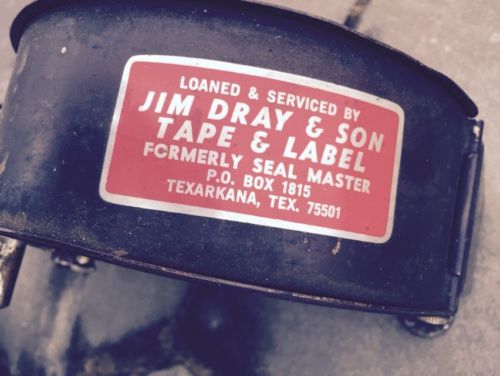 LOANED & SERVICED BY
JIM DRAY & SON
TAPE & LABEL
FORMERLY SEAL MASTER
P.O. BOX 1815
TEXARKANA, TEX. 75501